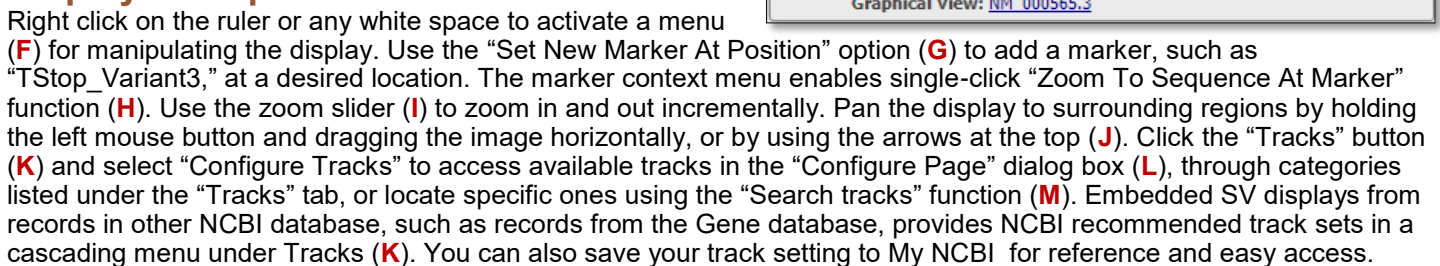 Graphical View: NM_000565.3
Right click on the ruler or any white space to activate a menu
(F) for manipulating the display. Use the “Set New Marker At Position” option (G) to add a marker, such as
“TStop_Variant3,” at a desired location. The marker context menu enables single-click “Zoom To Sequence At Marker”
function (H). Use the zoom slider (I) to zoom in and out incrementally. Pan the display to surrounding regions by holding
the left mouse button and dragging the image horizontally, or by using the arrows at the top (J). Click the “Tracks” button
(K) and select “Configure Tracks” to access available tracks in the “Configure Page” dialog box (L), through categories
listed under the “Tracks” tab, or locate specific ones using the “Search tracks” function (M). Embedded SV displays from
records in other NCBI database, such as records from the Gene database, provides NCBI recommended track sets in a
cascading menu under Tracks (K). You can also save your track setting to My NCBI for reference and easy access.